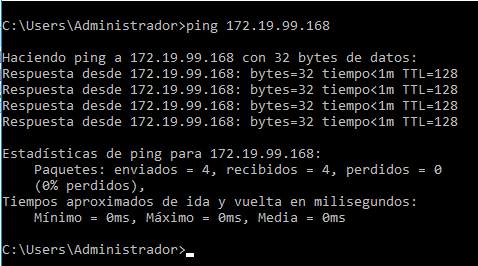 C:\Users\Administrador>ping 172.19.99.168
Haciendo ping a 172.19.99.168 con 32 bytes de datos:
Respuesta desde 172.19.99.168: bytes=32 tiempo<1m TTL=128
Respuesta desde 172.19.99.168: bytes=32 tiempo<1m TTL=128
Respuesta desde 172.19.99.168: bytes=32 tiempo<1m TTL=128
Respuesta desde 172.19.99.168: bytes=32 tiempo<1m TTL=128
Estadísticas de ping para 172.19.99.168:
    Paquetes: enviados = 4, recibidos = 4, perdidos = 0
    (0% perdidos),
Tiempos aproximados de ida y vuelta en milisegundos:
    Mínimo = 0ms, Máximo = 0ms, Media = 0ms
C:\Users\Administrador>